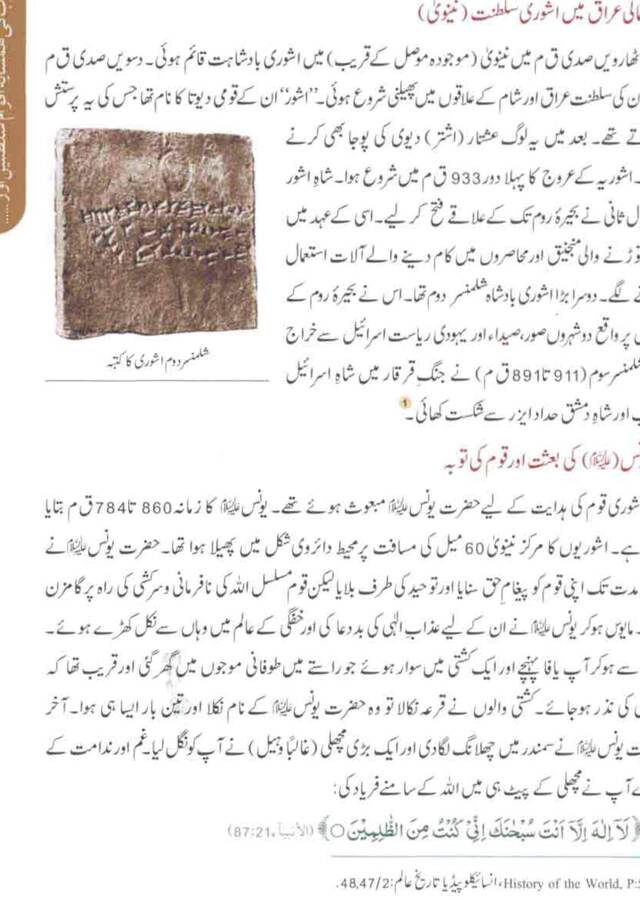 عراق میں اشوری سلطنت (نینویٰ)
صدی ق م میں نینویٰ (موجودہ موصل کے قریب) میں اشوری بادشاہت قائم ہوئی۔ دسویں صدی ق م
ن کی سلطنت عراق اور شام کے علاقوں میں پھیلنی شروع ہوئی۔ ”اشور“ ان کے قومی دیوتا کا نام تھا جس کی یہ پرستش
تے تھے۔ بعد میں یہ لوگ عشتار (اشتر) دیوی کی پوجا بھی کرنے
۔ اشوریہ کے عروج کا پہلا دور 933 ق م میں شروع ہوا۔ شاہِ اشور
ثانی نے بحیرۂ روم تک کے علاقے فتح کر لیے۔ اسی کے عہد میں
توڑنے والی منجنیق اور محاصروں میں کام دینے والے آلات استعمال
لگے۔ دوسرا بڑا اشوری بادشاہ شلمنسر دوم تھا۔ اس نے بحیرۂ روم کے
پر واقع دو شہروں صور، صیداء اور یہودی ریاست اسرائیل سے خراج
شلمنسر سوم (911 تا 891 ق م) نے جنگِ قرقار میں شاہِ اسرائیل
اور شاہِ دمشق حداد ایزر سے شکست کھائی۔ 1
شلمنسر دوم اشوری کا کتبہ
نس (علیہ السلام) کی بعثت اور قوم کی توبہ
شوری قوم کی ہدایت کے لیے حضرت یونس علیہ السلام مبعوث ہوئے تھے۔ یونس علیہ السلام کا زمانہ 860 تا 784 ق م بتایا
ہے۔ اشوریوں کا مرکز نینویٰ 60 میل کی مسافت پر محیط دائروی شکل میں پھیلا ہوا تھا۔ حضرت یونس علیہ السلام نے
مدت تک اپنی قوم کو پیغامِ حق سنایا اور توحید کی طرف بلایا لیکن قوم مسلسل اللہ کی نافرمانی و سرکشی کی راہ پر گامزن
۔ مایوس ہو کر یونس علیہ السلام نے ان کے لیے عذابِ الٰہی کی بددعا کی اور خفگی کے عالم میں وہاں سے نکل کھڑے ہوئے۔
سے ہو کر آپ یافا پہنچے اور ایک کشتی میں سوار ہوئے جو راستے میں طوفانی موجوں میں گھر گئی اور قریب تھا کہ
کی نذر ہو جائے۔ کشتی والوں نے قرعہ نکالا تو وہ حضرت یونس علیہ السلام کے نام نکلا اور تین بار ایسا ہی ہوا۔ آخر
ت یونس علیہ السلام نے سمندر میں چھلانگ لگا دی اور ایک بڑی مچھلی (غالباً وہیل) نے آپ کو نگل لیا۔ غم اور ندامت کے
ے آپ نے مچھلی کے پیٹ ہی میں اللہ کے سامنے فریاد کی:
﴿لَآ اِلٰهَ اِلَّآ اَنْتَ سُبْحٰنَكَ اِنِّىْ كُنْتُ مِنَ الظّٰلِمِيْنَ ○﴾ (الأنبیاء 87:21)
History of the World, P:، انسائیکلوپیڈیا تاریخِ عالم: 48,47/2.